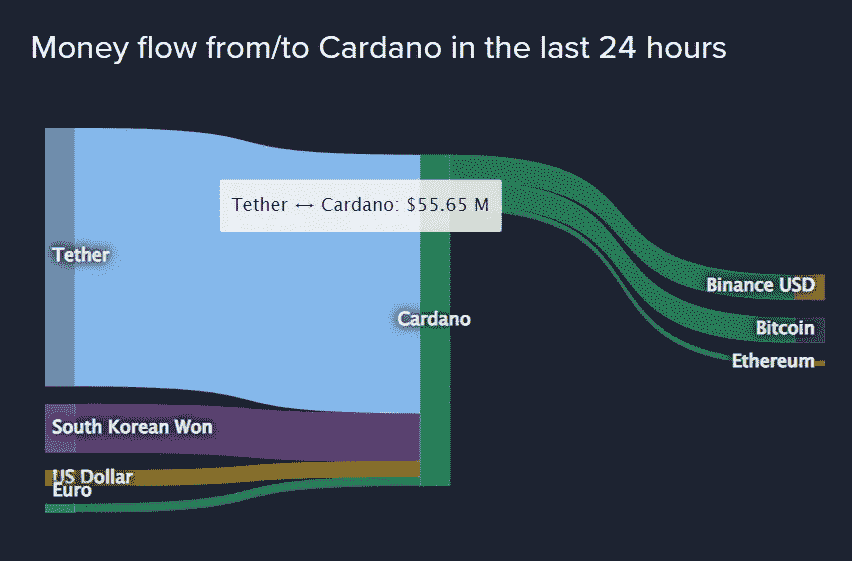 Money flow from/to Cardano in the last 24 hours
Tether ↔ Cardano: $55.65 M
Tether
Cardano
South Korean Won
US Dollar
Euro
Binance USD
Bitcoin
Ethereum